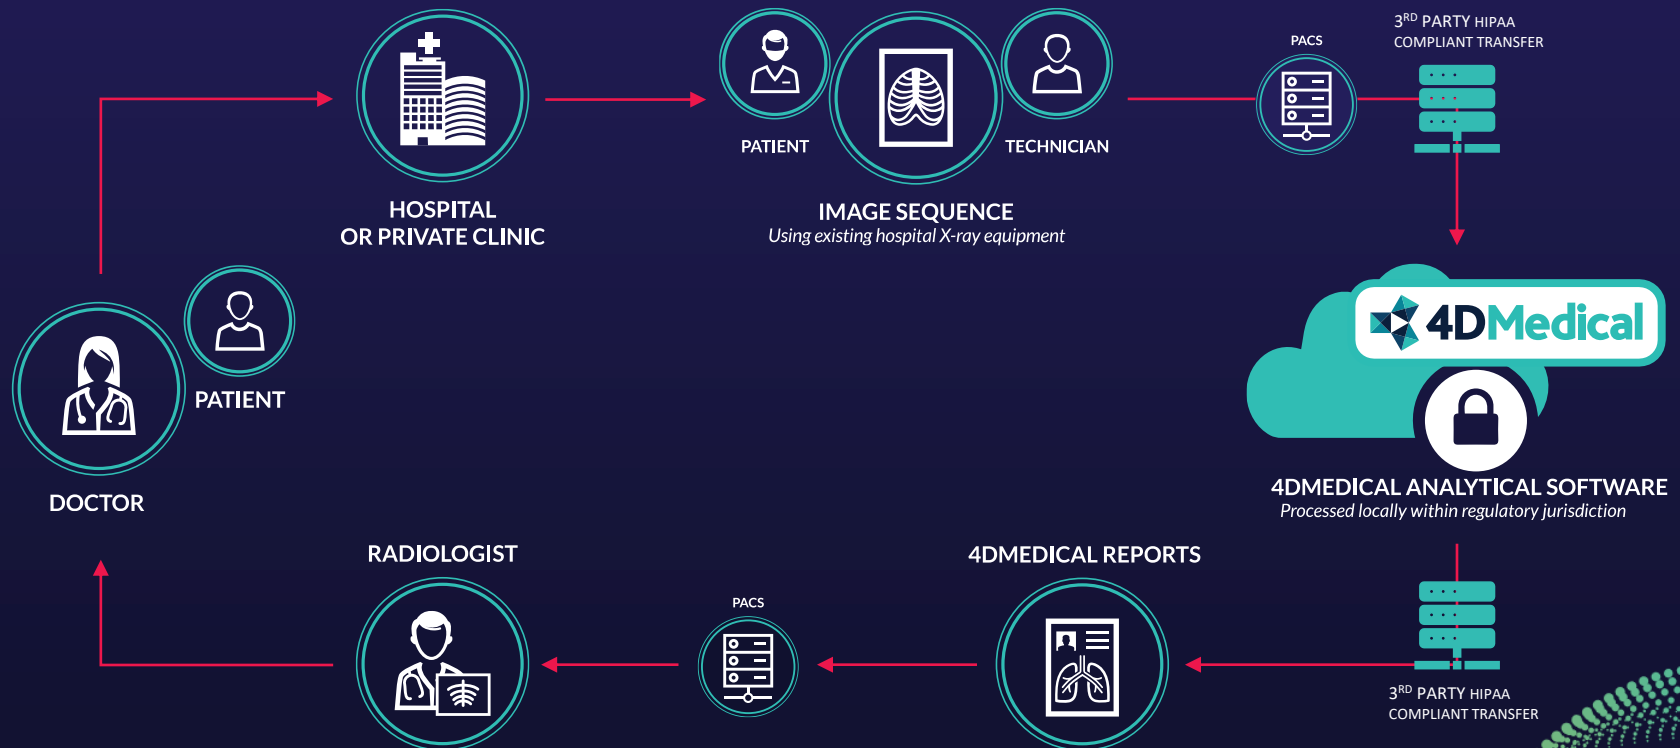 3RD PARTY HIPAA
COMPLIANT TRANSFER
PACS
PATIENT
TECHNICIAN
HOSPITAL
OR PRIVATE CLINIC
IMAGE SEQUENCE
Using existing hospital X-ray equipment
4DMedical
PATIENT
DOCTOR
4DMEDICAL ANALYTICAL SOFTWARE
Processed locally within regulatory jurisdiction
RADIOLOGIST
4DMEDICAL REPORTS
PACS
3RD PARTY HIPAA
COMPLIANT TRANSFER